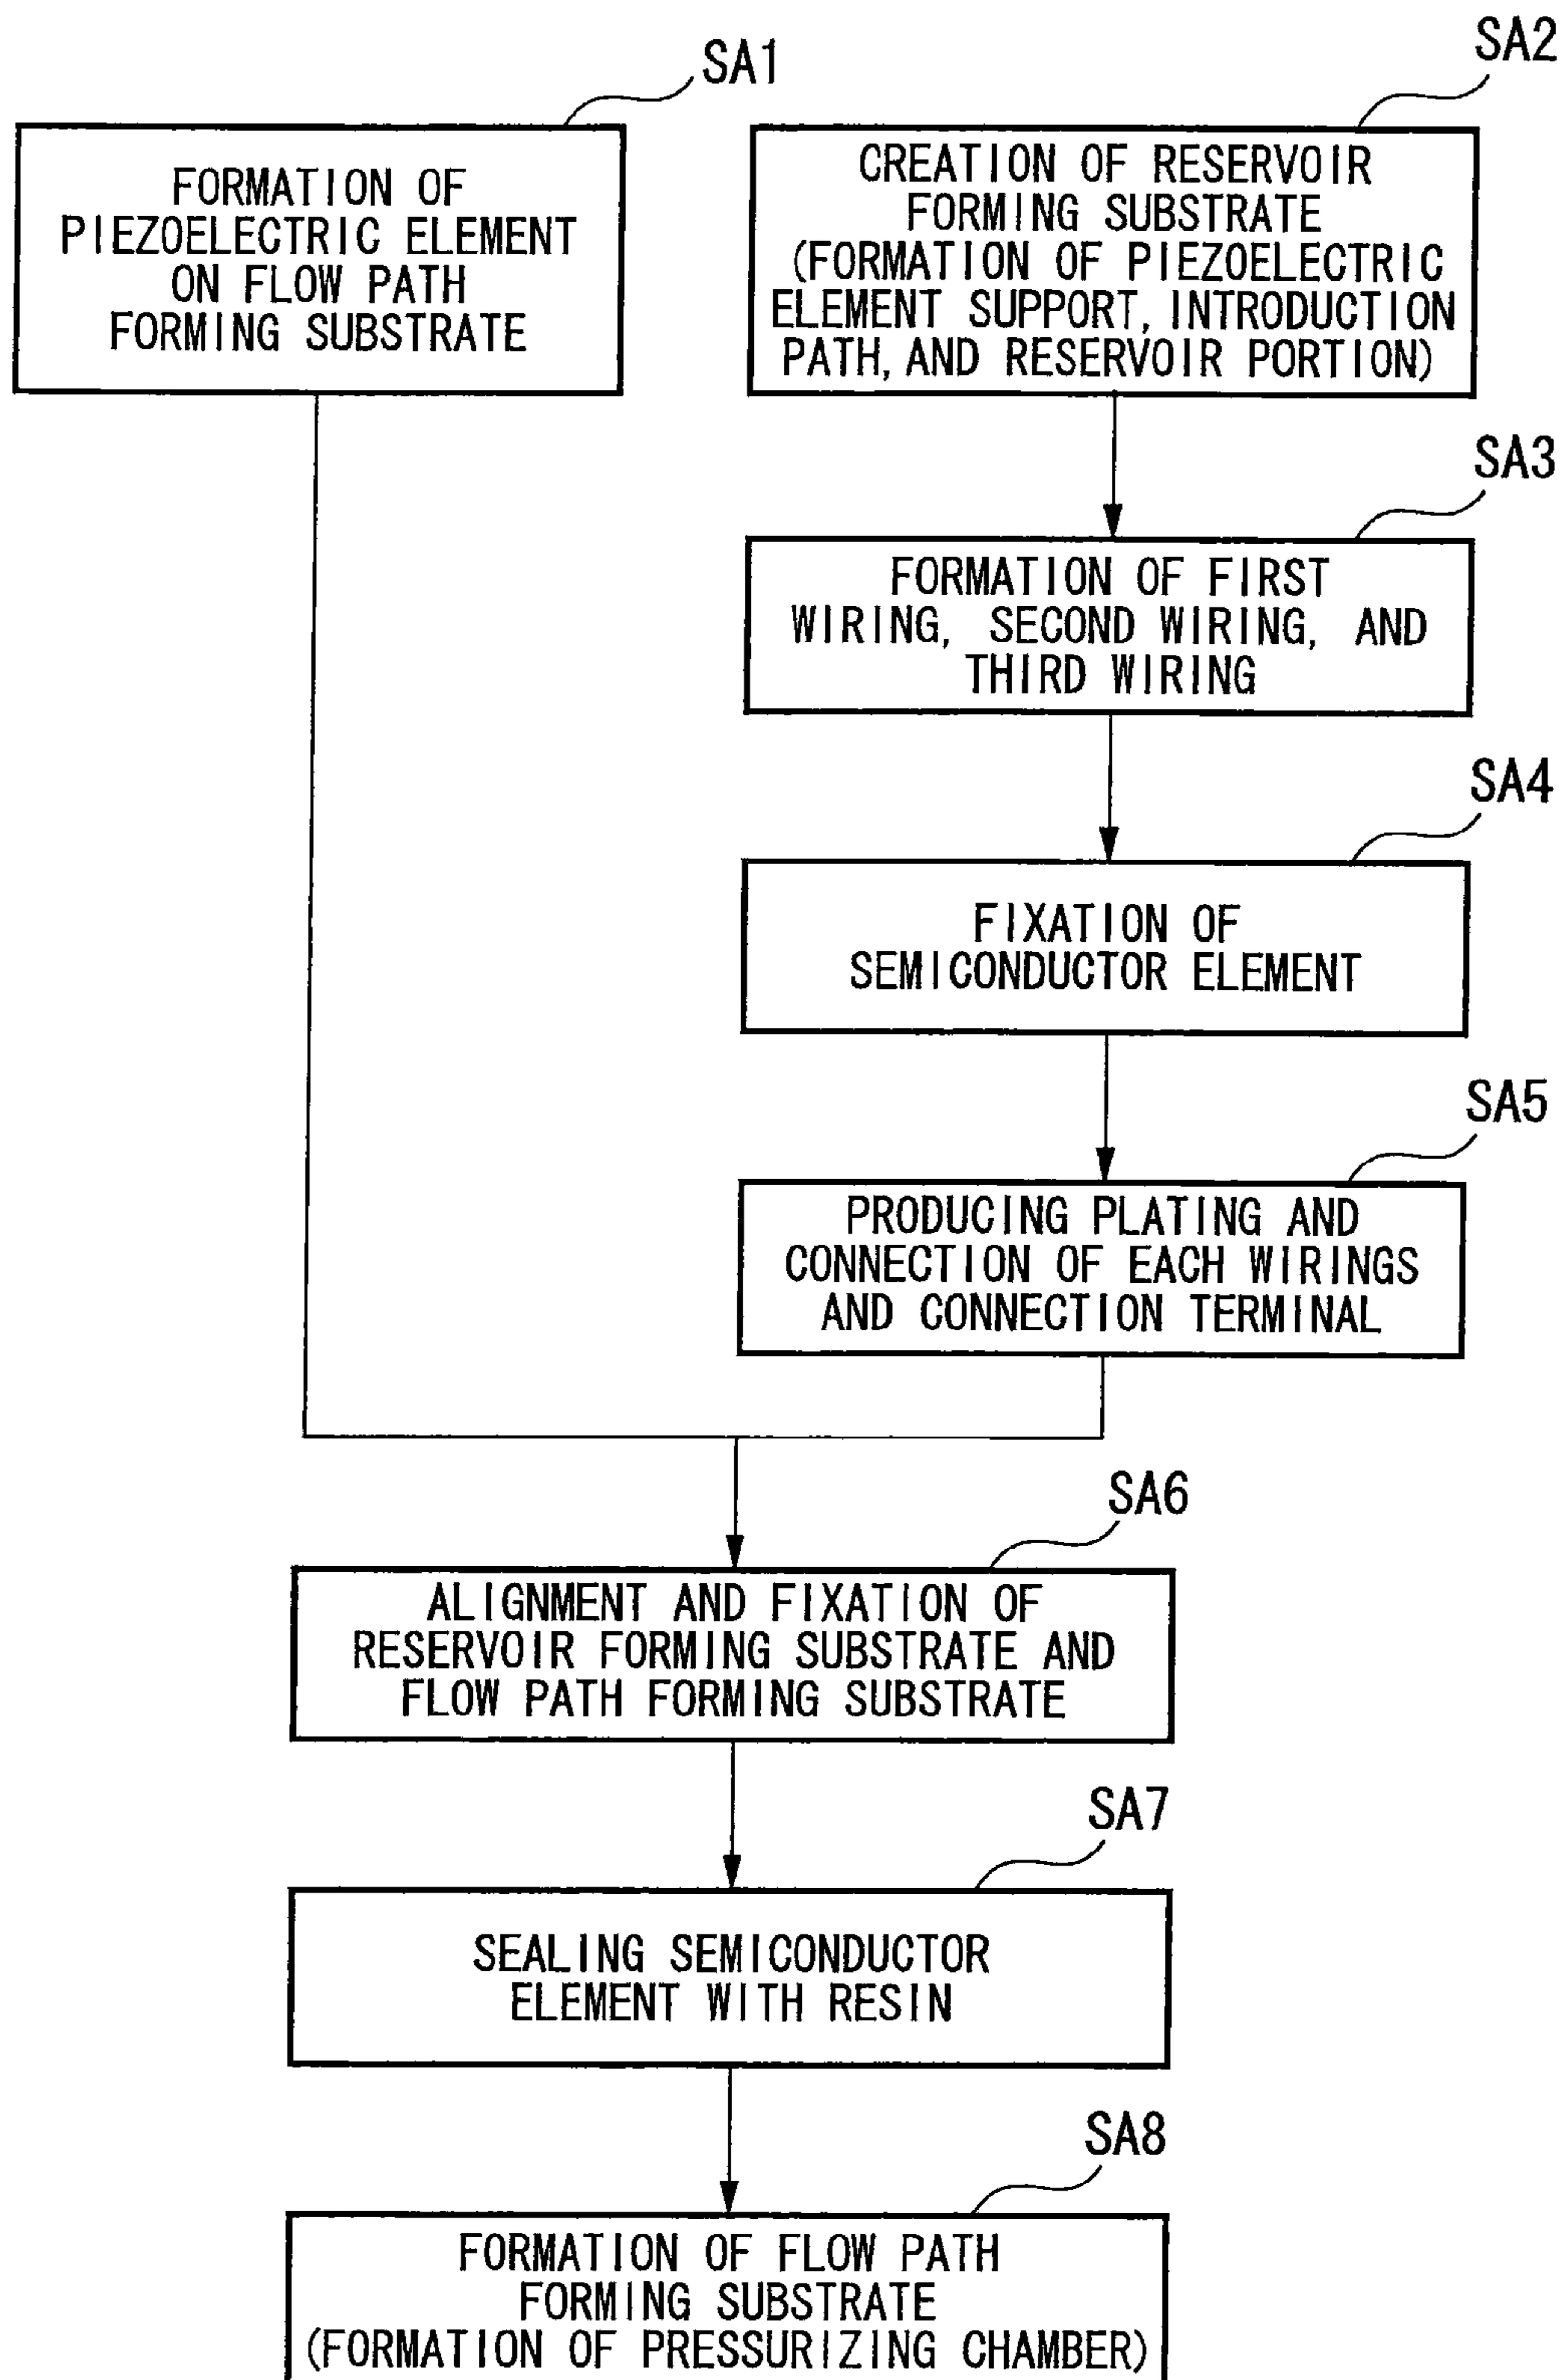 SA1
FORMATION OF
PIEZOELECTRIC ELEMENT
ON FLOW PATH
FORMING SUBSTRATE
SA2
CREATION OF RESERVOIR
FORMING SUBSTRATE
(FORMATION OF PIEZOELECTRIC
ELEMENT SUPPORT, INTRODUCTION
PATH, AND RESERVOIR PORTION)
SA3
FORMATION OF FIRST
WIRING, SECOND WIRING, AND
THIRD WIRING
SA4
FIXATION OF
SEMICONDUCTOR ELEMENT
SA5
PRODUCING PLATING AND
CONNECTION OF EACH WIRINGS
AND CONNECTION TERMINAL
SA6
ALIGNMENT AND FIXATION OF
RESERVOIR FORMING SUBSTRATE AND
FLOW PATH FORMING SUBSTRATE
SA7
SEALING SEMICONDUCTOR
ELEMENT WITH RESIN
SA8
FORMATION OF FLOW PATH
FORMING SUBSTRATE
(FORMATION OF PRESSURIZING CHAMBER)